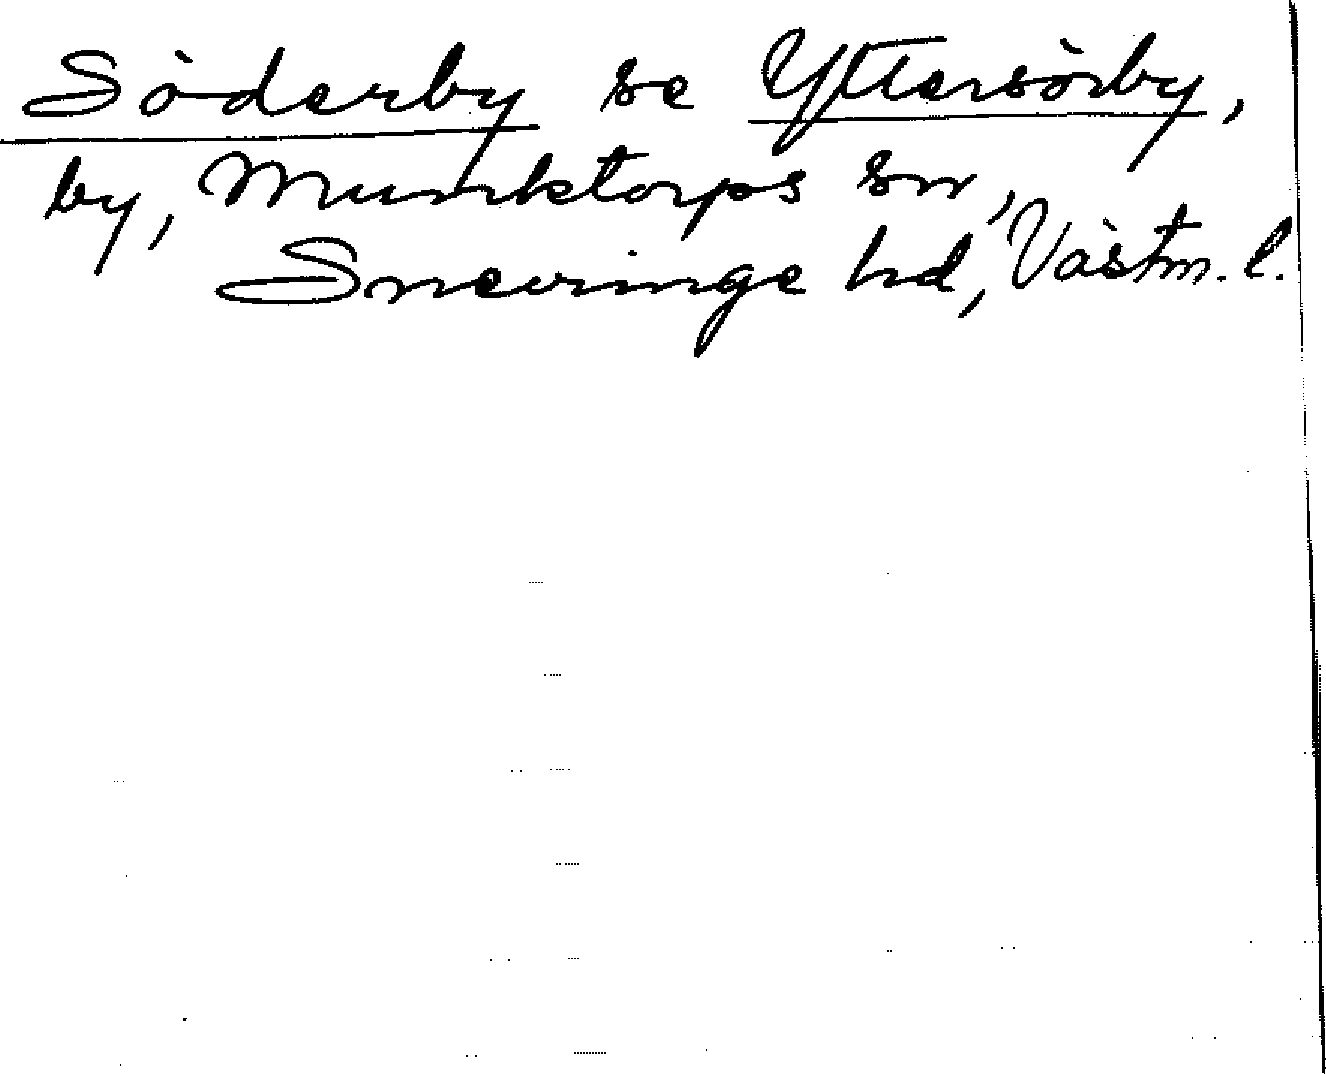 Söderby se Yttersörby,
by, Munktorps sn,
Snevringe hd, Västm. l.